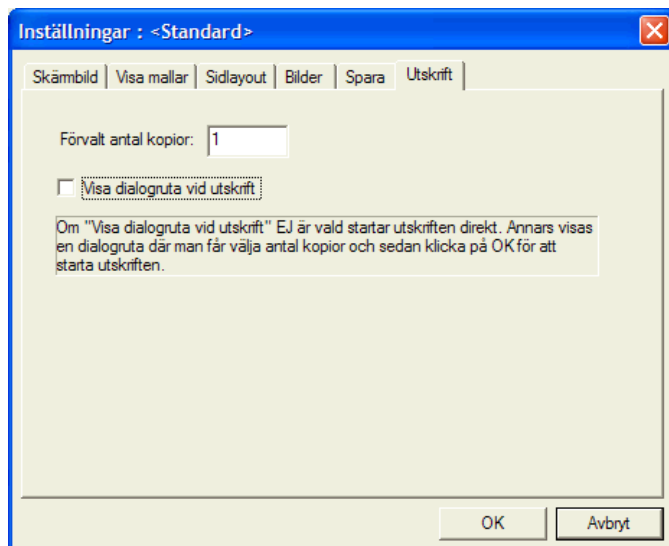 Inställningar : <Standard>
Skärmbild Visa mallar Sidlayout Bilder Spara Utskrift
Förvalt antal kopior: 1
Visa dialogruta vid utskrift
Om "Visa dialogruta vid utskrift" EJ är vald startar utskriften direkt. Annars visas
en dialogruta där man får välja antal kopior och sedan klicka på OK för att
starta utskriften.
OK Avbryt